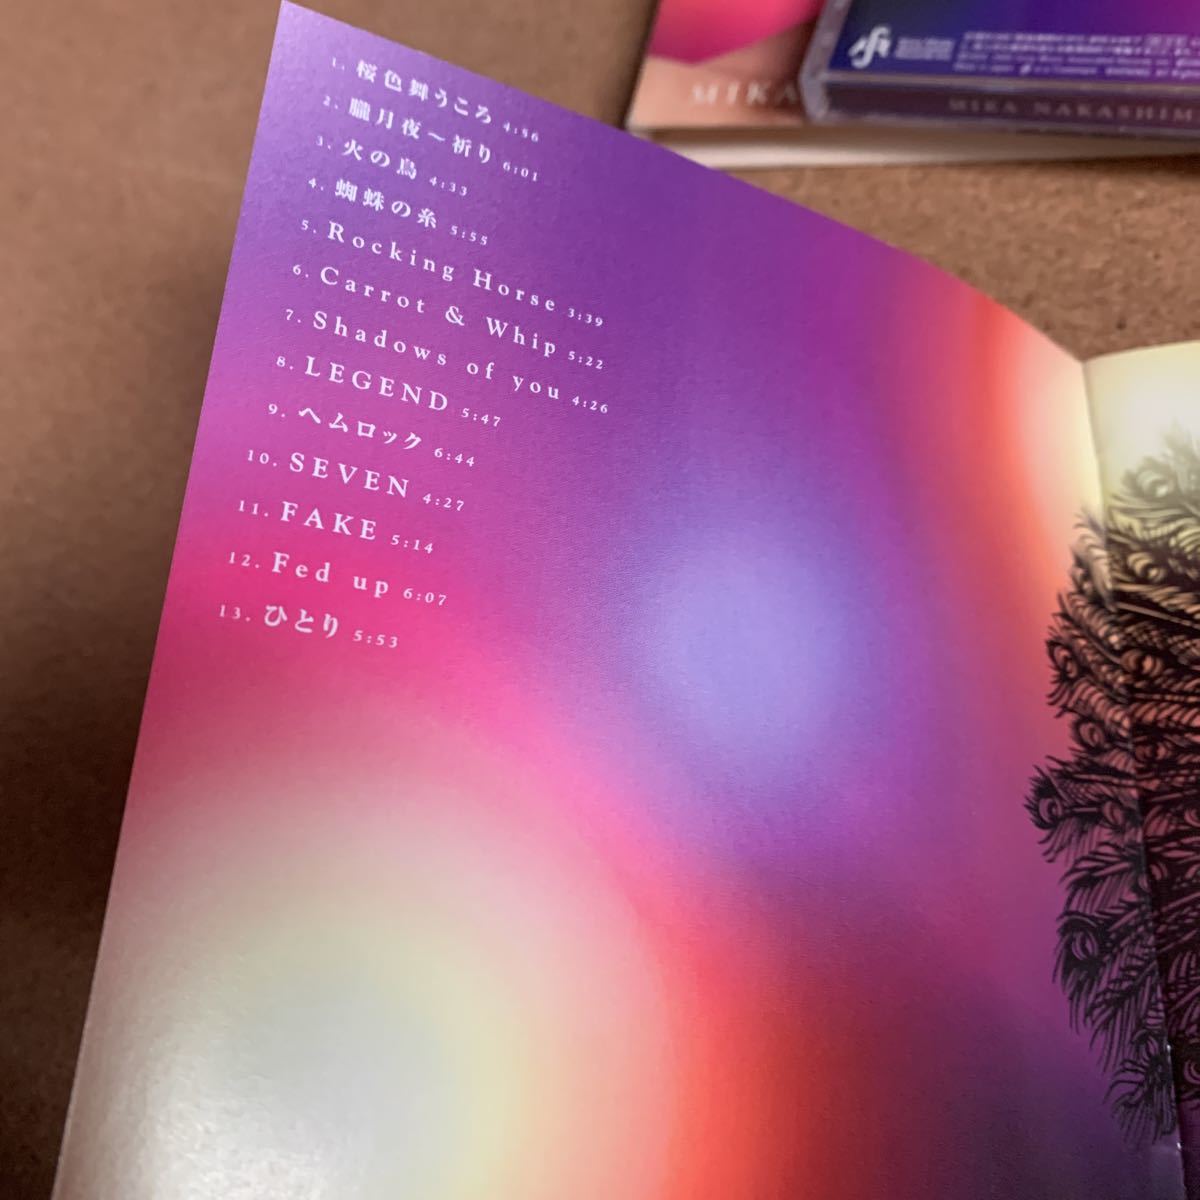 MIKA
MIKA NAKASHIM
1. 桜色舞うころ 4:56
2. 朧月夜～祈り 6:01
3. 火の鳥 4:33
4. 蜘蛛の糸 5:55
5. Rocking Horse 3:39
6. Carrot & Whip 5:22
7. Shadows of you 4:26
8. LEGEND 5:47
9. ヘムロック 6:44
10. SEVEN 4:27
11. FAKE 5:14
12. Fed up 6:07
13. ひとり 5:53